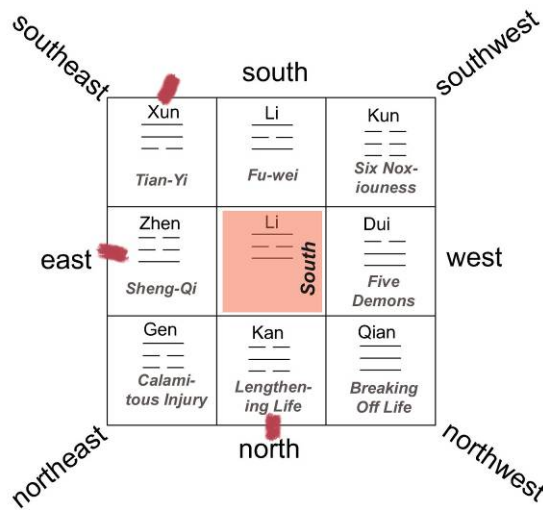 southeast
south
southwest
Xun
Tian-Yi
Li
Fu-wei
Kun
Six Nox-
iouness
east
Zhen
Sheng-Qi
Li
South
Dui
Five
Demons
west
Gen
Calami-
tous Injury
Kan
Lengthen-
ing Life
Qian
Breaking
Off Life
northeast
north
northwest